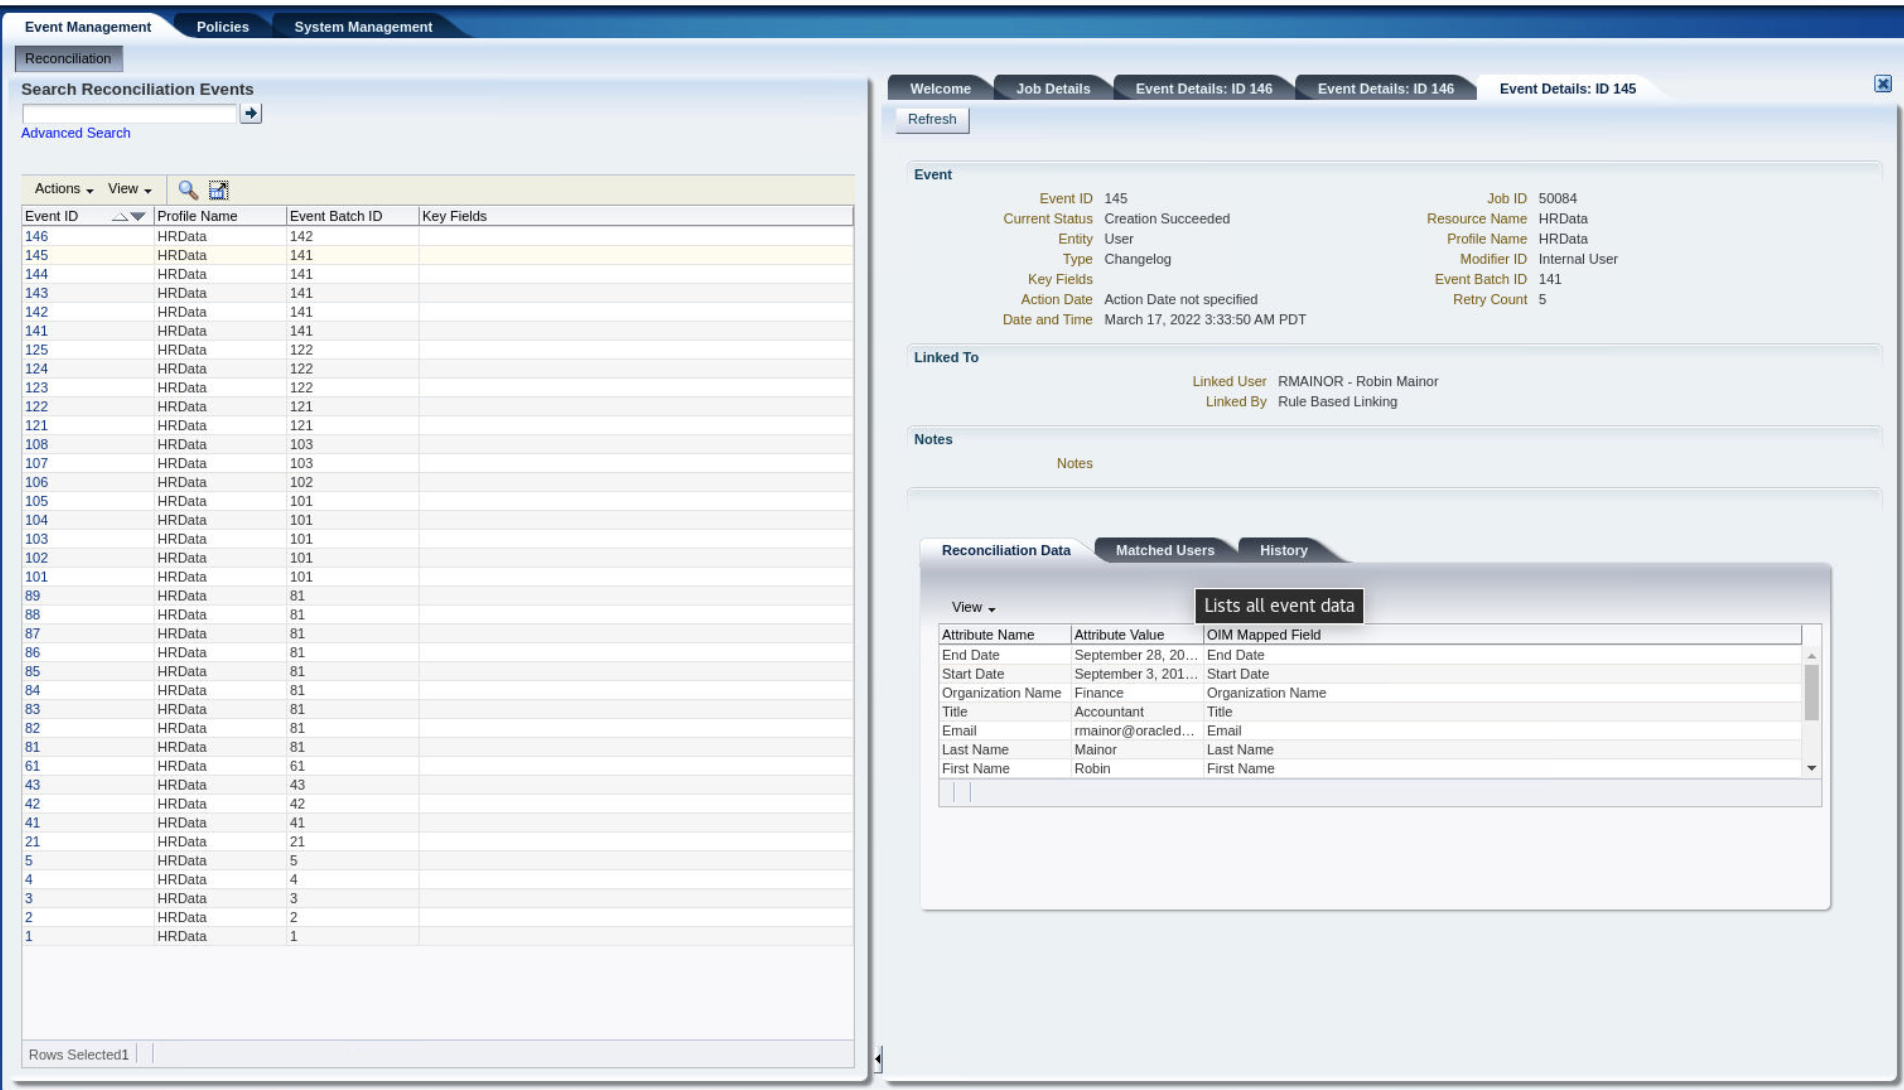 Event Management Policies System Management
Reconciliation
Search Reconciliation Events
Advanced Search
Actions View
Event ID Profile Name Event Batch ID Key Fields
146 HRData 142
145 HRData 141
144 HRData 141
143 HRData 141
142 HRData 141
141 HRData 141
125 HRData 122
124 HRData 122
123 HRData 122
122 HRData 121
121 HRData 121
108 HRData 103
107 HRData 103
106 HRData 102
105 HRData 101
104 HRData 101
103 HRData 101
102 HRData 101
101 HRData 101
89 HRData 81
88 HRData 81
87 HRData 81
86 HRData 81
85 HRData 81
84 HRData 81
83 HRData 81
82 HRData 81
81 HRData 81
61 HRData 61
43 HRData 43
42 HRData 42
41 HRData 41
21 HRData 21
5 HRData 5
4 HRData 4
3 HRData 3
2 HRData 2
1 HRData 1
Rows Selected1
Welcome Job Details Event Details: ID 146 Event Details: ID 146 Event Details: ID 145
Refresh
Event
Event ID 145 Job ID 50084
Current Status Creation Succeeded Resource Name HRData
Entity User Profile Name HRData
Type Changelog Modifier ID Internal User
Key Fields Event Batch ID 141
Action Date Action Date not specified Retry Count 5
Date and Time March 17, 2022 3:33:50 AM PDT
Linked To
Linked User RMAINOR - Robin Mainor
Linked By Rule Based Linking
Notes
Notes
Reconciliation Data Matched Users History
View Lists all event data
Attribute Name Attribute Value OIM Mapped Field
End Date September 28, 20... End Date
Start Date September 3, 201... Start Date
Organization Name Finance Organization Name
Title Accountant Title
Email rmainor@oracled... Email
Last Name Mainor Last Name
First Name Robin First Name